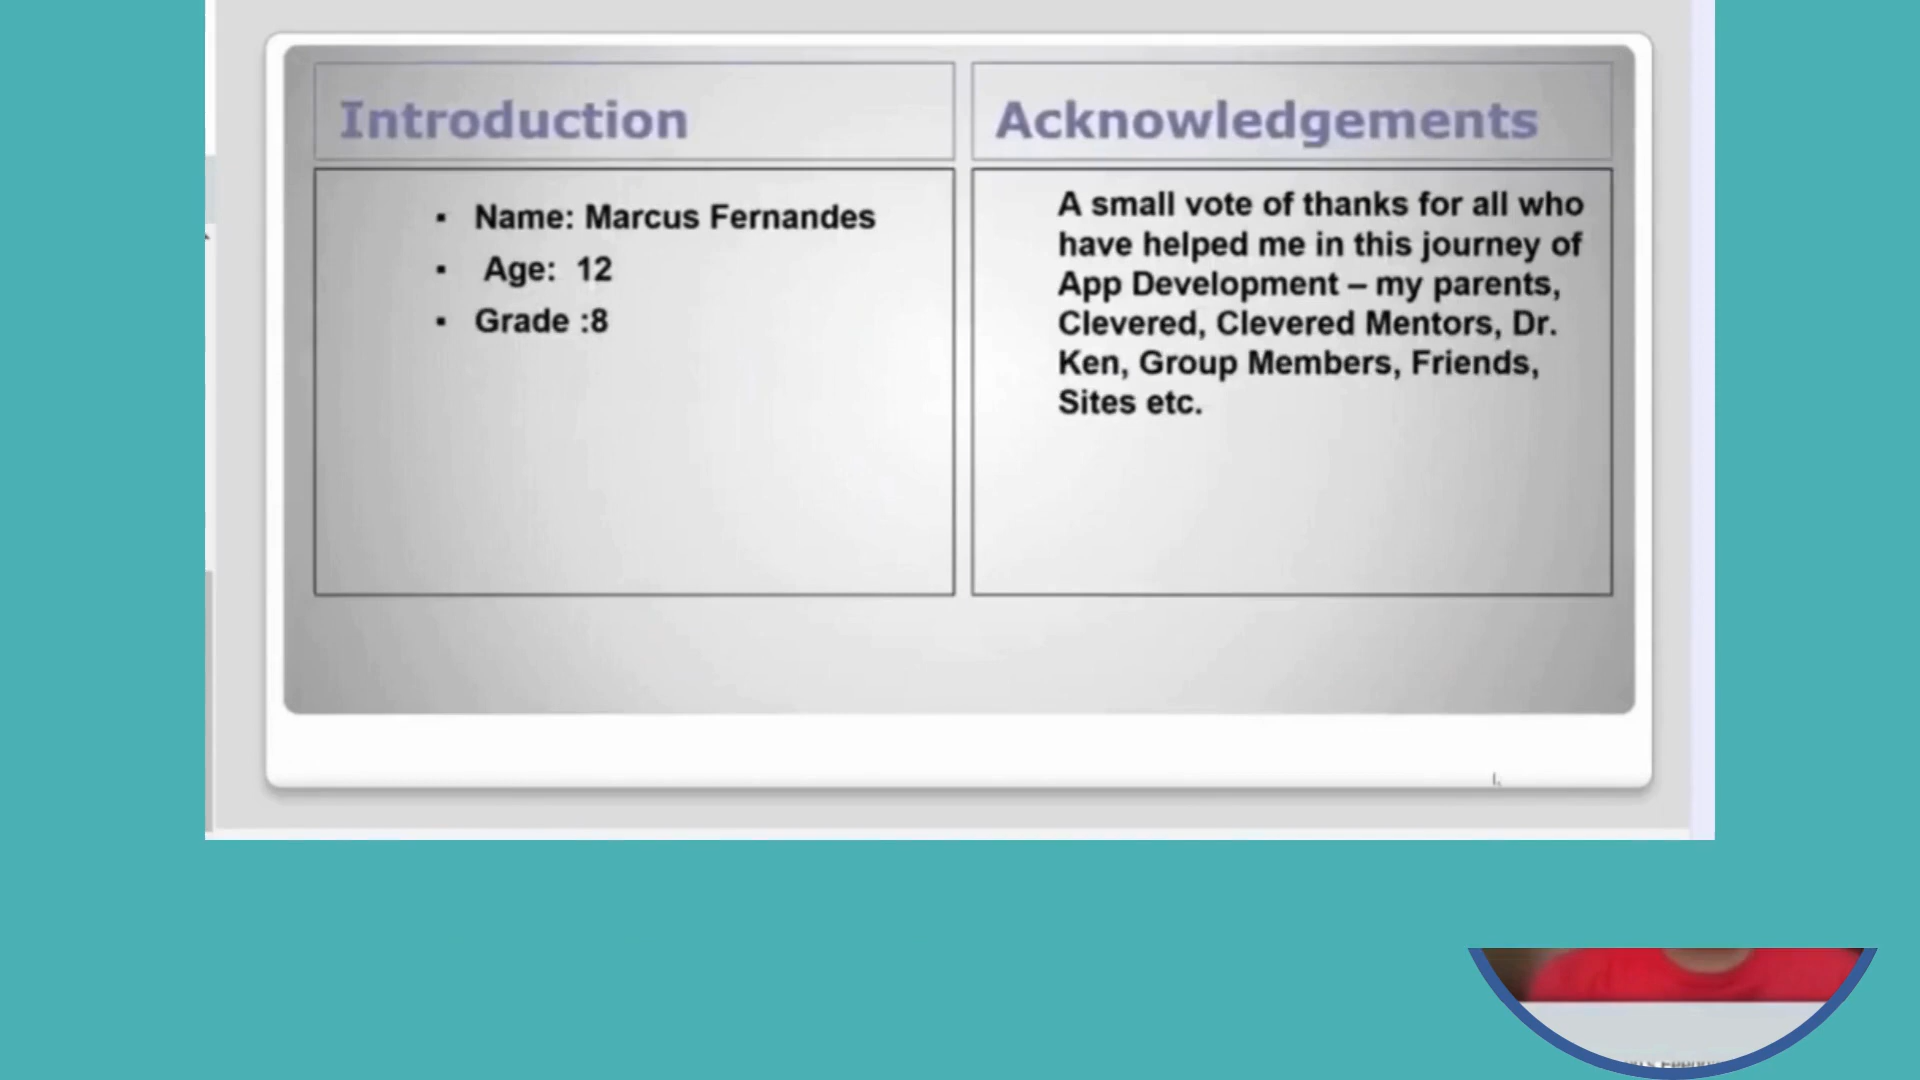 Introduction
Name: Marcus Fernandes
Age: 12
Grade :8
Acknowledgements
A small vote of thanks for all who
have helped me in this journey of
App Development – my parents,
Clevered, Clevered Mentors, Dr.
Ken, Group Members, Friends,
Sites etc.